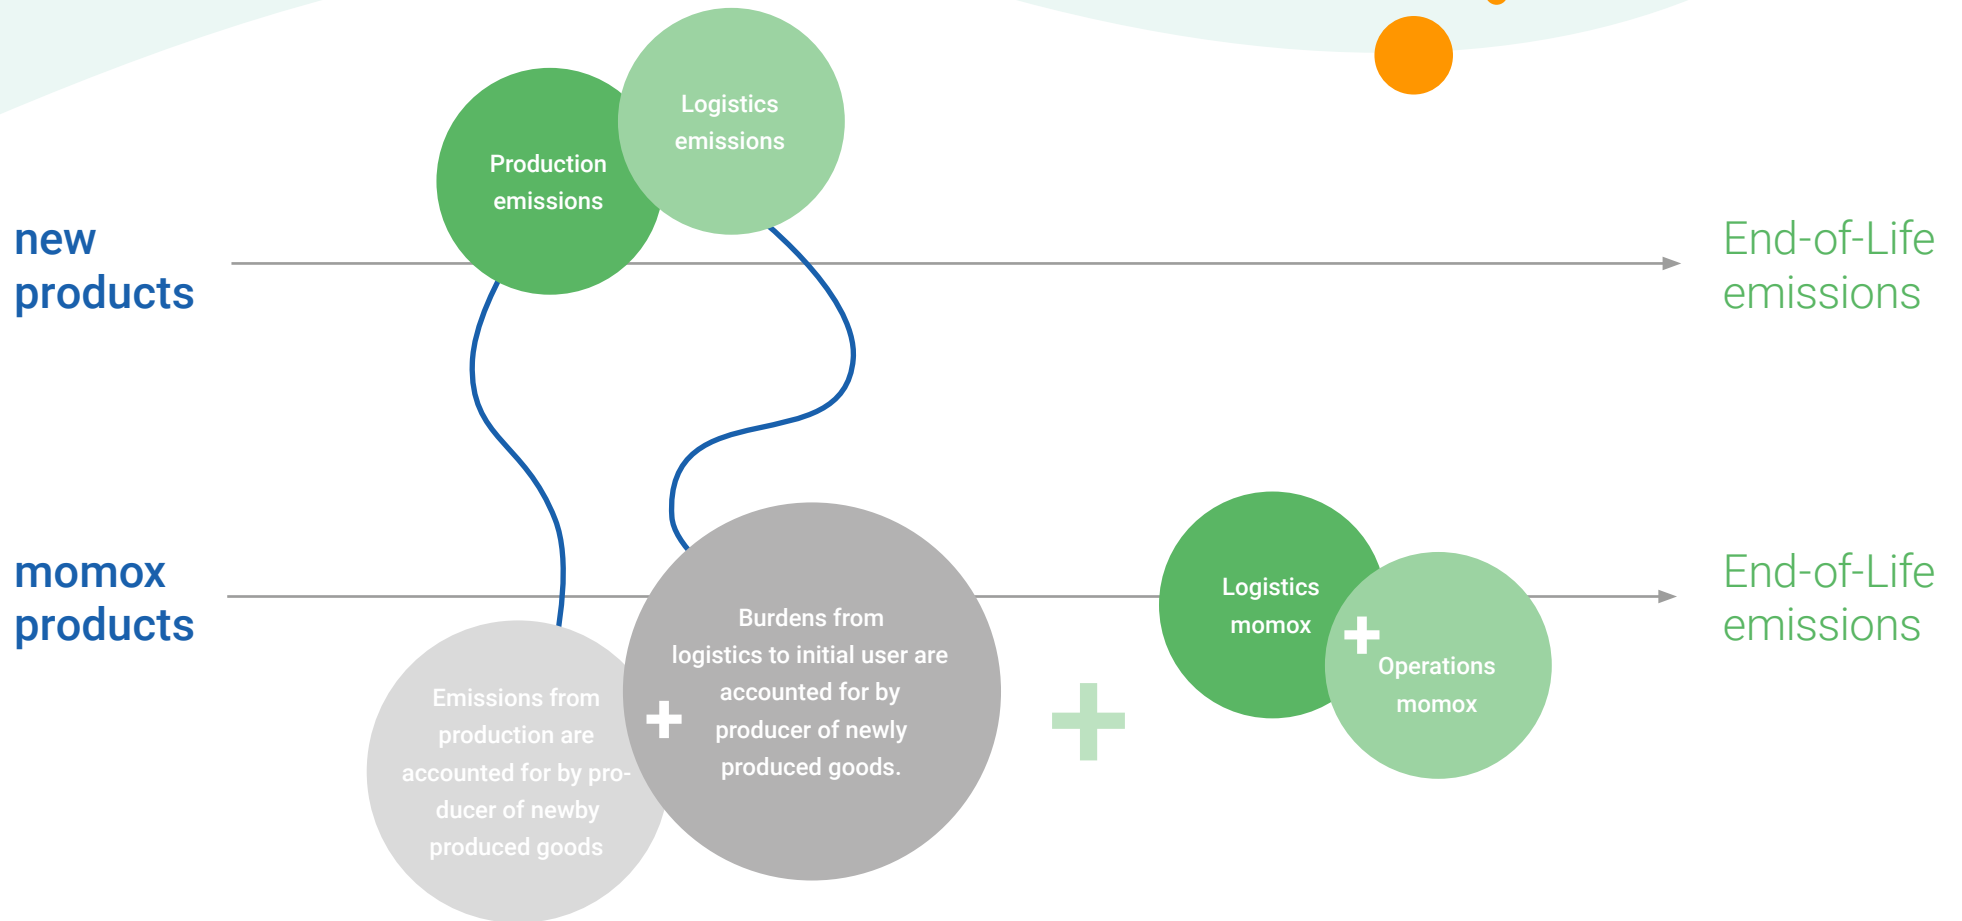 Logistics
emissions
Production
emissions
new
products
End-of-Life
emissions
momox
products
Emissions from
production are
accounted for by pro-
ducer of newby
produced goods
+
Burdens from
logistics to initial user are
accounted for by
producer of newly
produced goods.
+
Logistics
momox
+
Operations
momox
End-of-Life
emissions